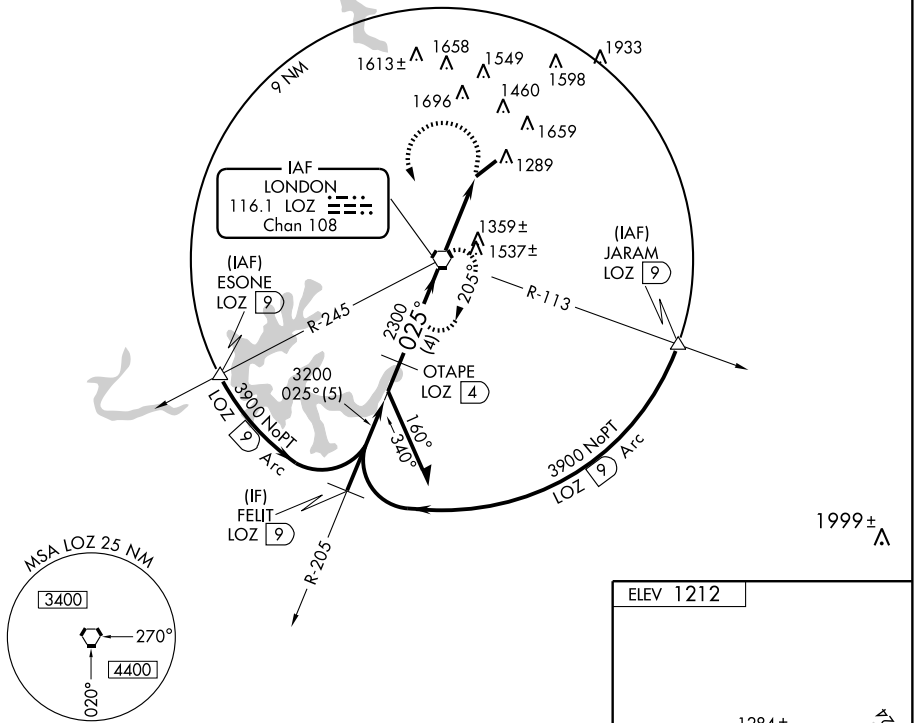 1613±
1658
1549
1598
1933
9 NM
1696
1460
1659
1289
IAF
LONDON
116.1 LOZ
Chan 108
1359±
1537±
(IAF)
JARAM
LOZ 9
(IAF)
ESONE
LOZ 9
R-245
205°
R-113
2300
025°
(4)
OTAPE
LOZ 4
3200
025° (5)
3900 NoPT
LOZ 9 Arc
160°
340°
3900 NoPT
LOZ 9 Arc
(IF)
FELIT
LOZ 9
R-205
1999±
MSA LOZ 25 NM
3400
270°
4400
020°
ELEV 1212
1284±